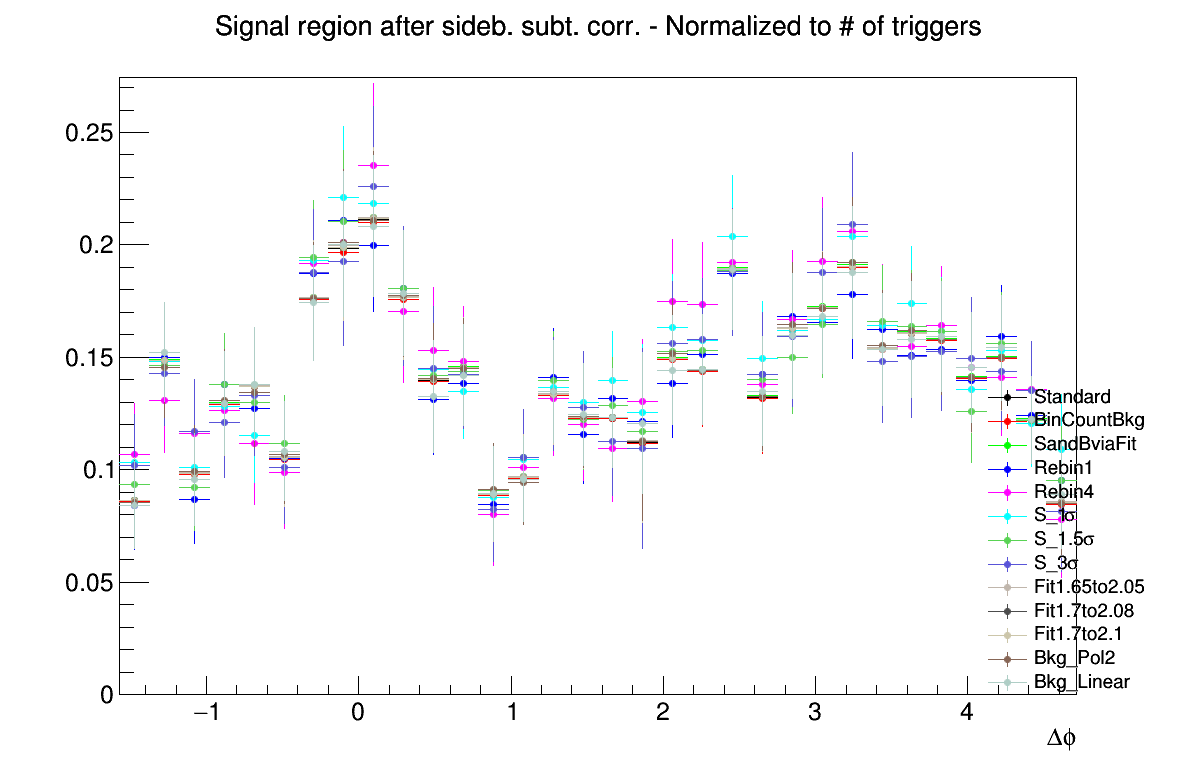 Signal region after sideb. subt. corr. - Normalized to # of triggers
0.25
0.2
0.15
0.1
0.05
0
−1
0
1
2
3
4
Δϕ
Standard
BinCountBkg
SandBviaFit
Rebin1
Rebin4
S_1σ
S_1.5σ
S_3σ
Fit1.65to2.05
Fit1.7to2.08
Fit1.7to2.1
Bkg_Pol2
Bkg_Linear